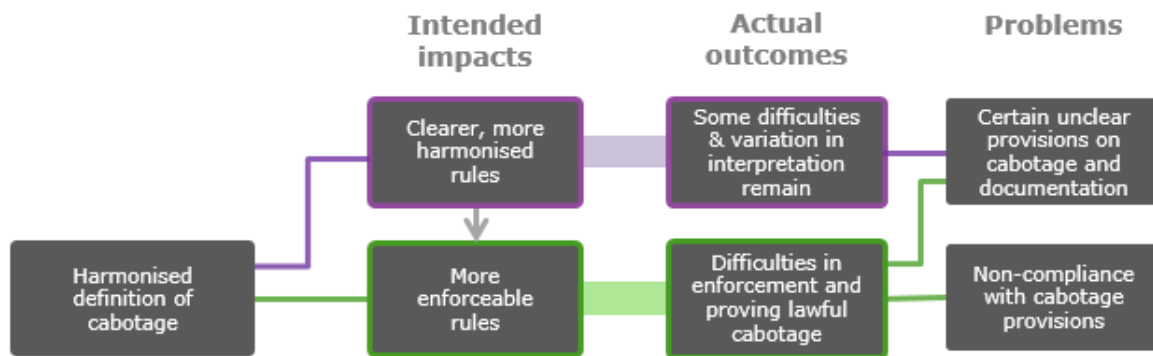 Intended
impacts
Actual
outcomes
Problems
Clearer, more
harmonised
rules
Some difficulties
& variation in
interpretation
remain
Certain unclear
provisions on
cabotage and
documentation
Harmonised
definition of
cabotage
More
enforceable
rules
Difficulties in
enforcement and
proving lawful
cabotage
Non-compliance
with cabotage
provisions